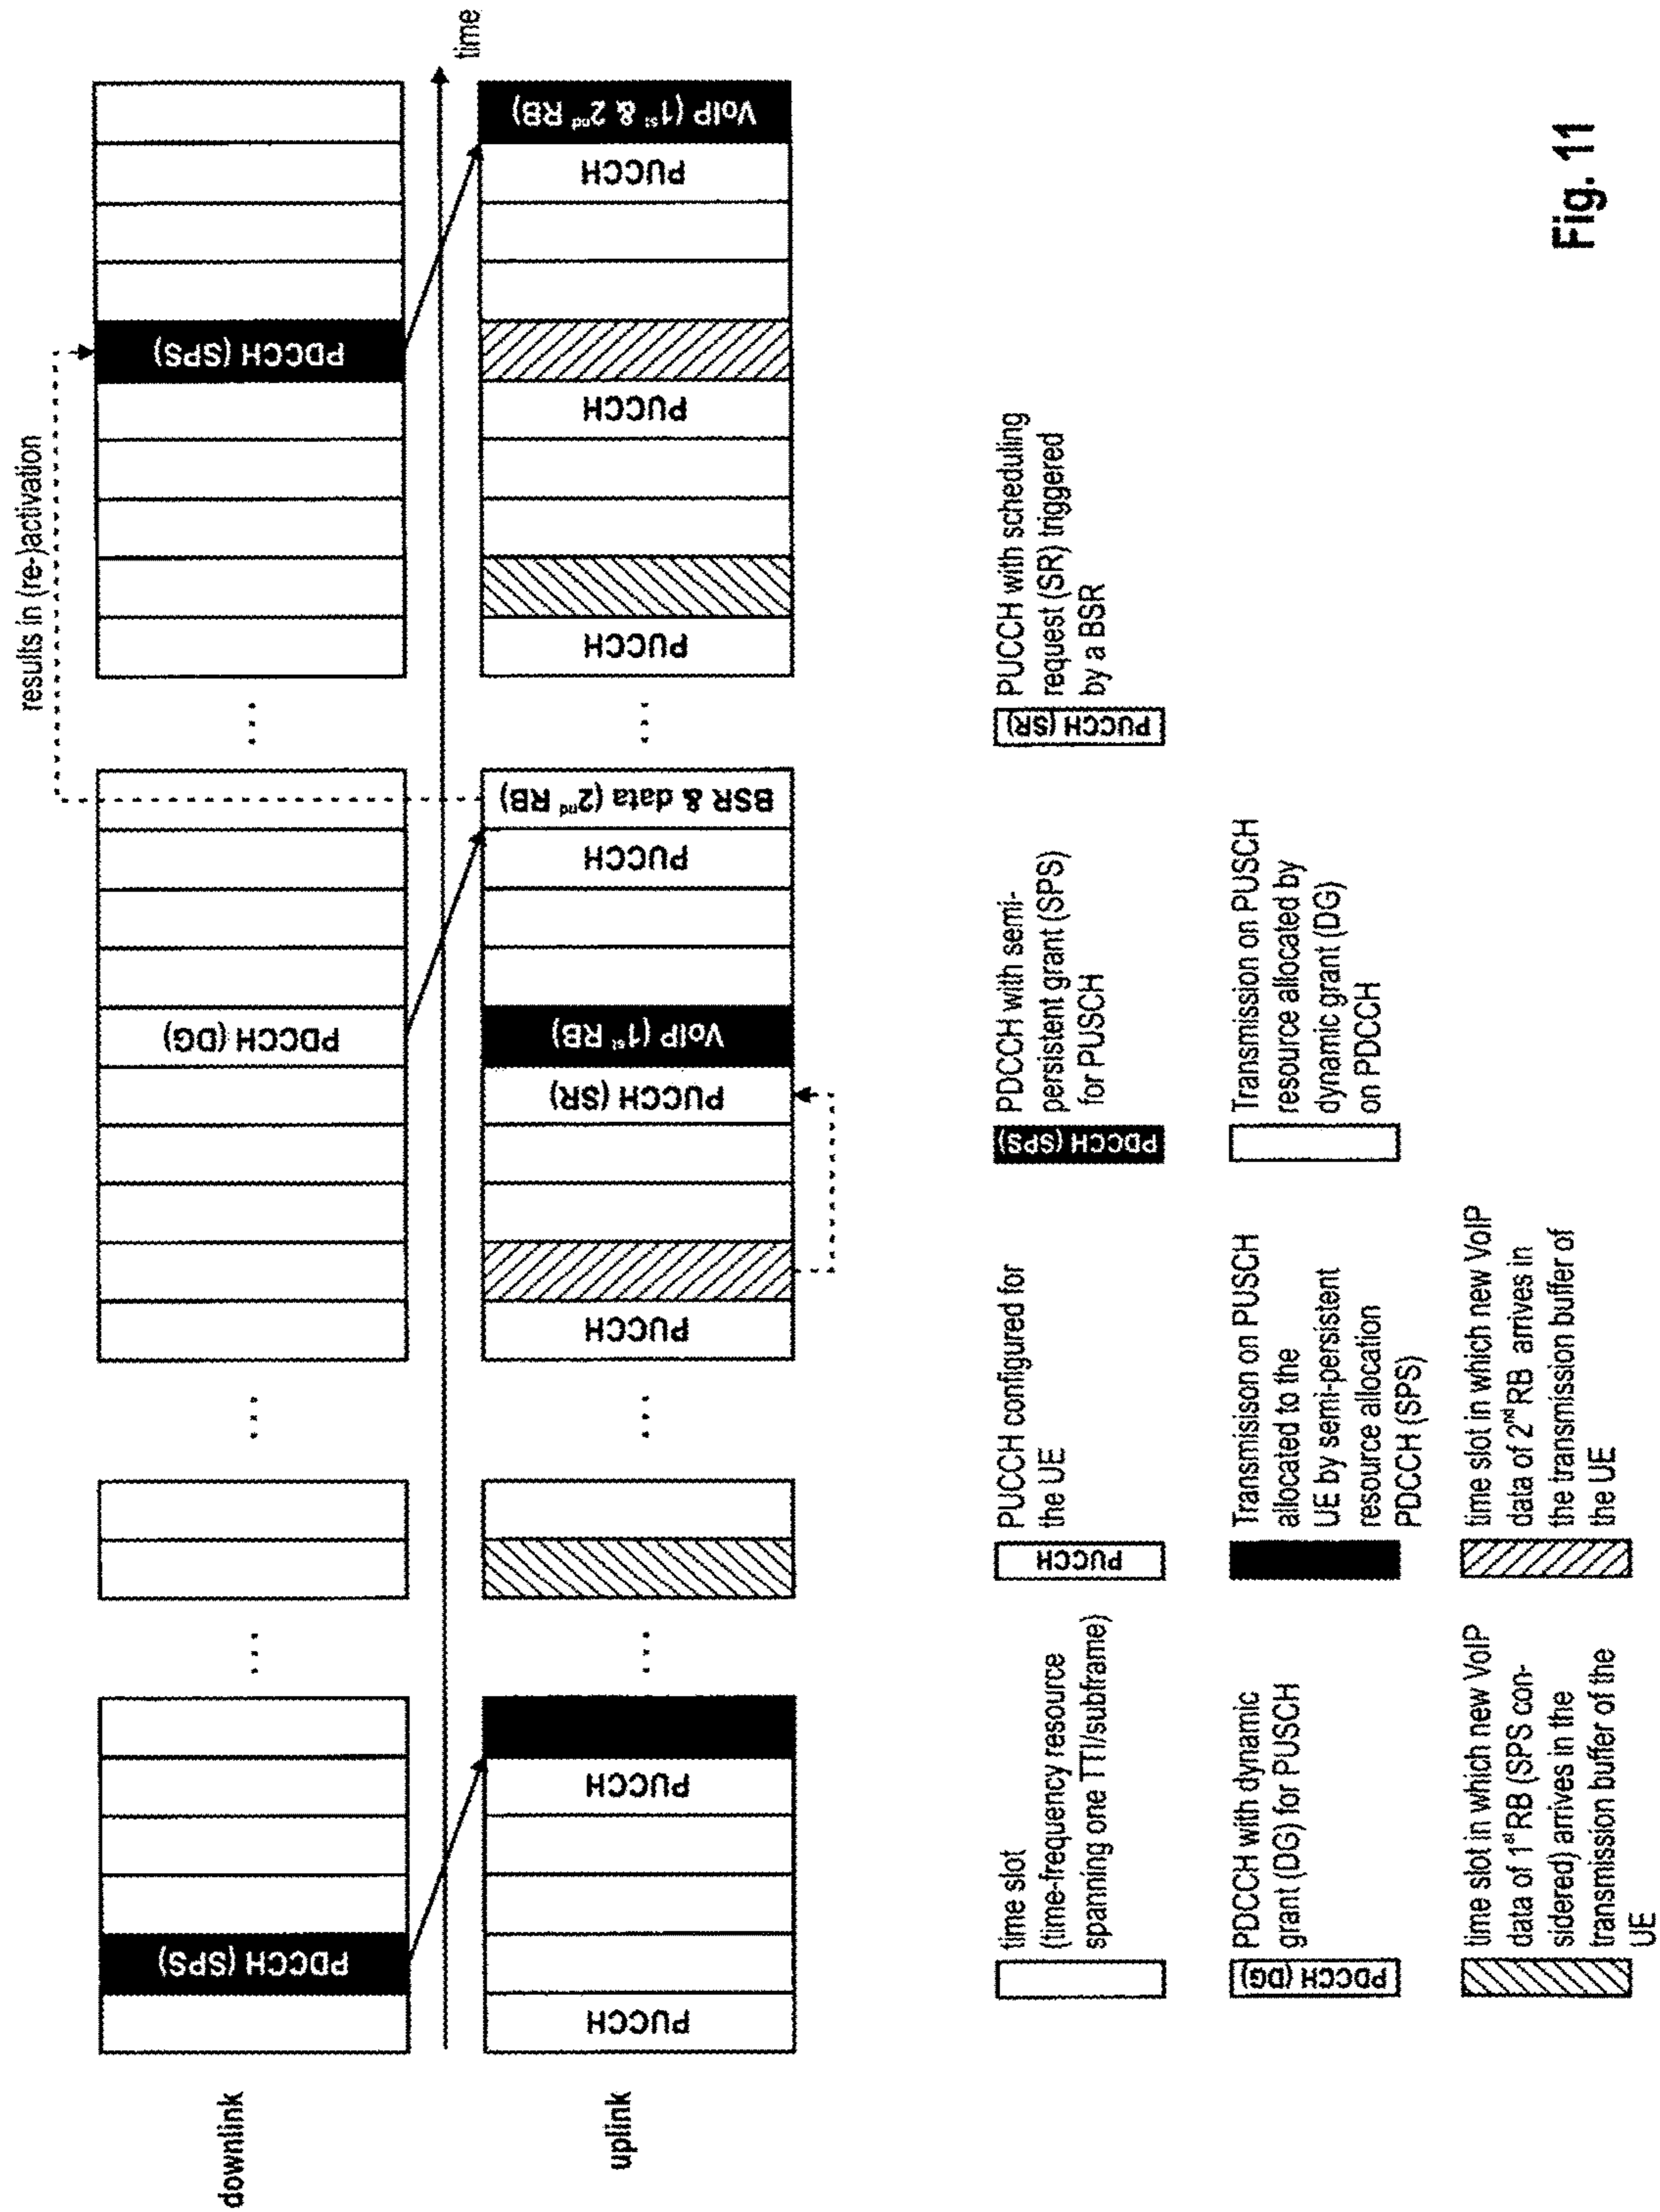 results in (re-)activation
downlink
PDCCH (SPS)
PDCCH (DG)
PDCCH (SPS)
...
...
...
time
uplink
PUCCH
PUCCH
...
...
PUCCH
PUCCH (SR)
VoIP (1st RB)
PUCCH
BSR & data (2nd RB)
...
PUCCH
PUCCH
PUCCH
VoIP (1st & 2nd RB)
time slot
(time-frequency resource
spanning one TTI/subframe)
PUCCH
PUCCH configured for
the UE
PDCCH (SPS)
PDCCH with semi-
persistent grant (SPS)
for PUSCH
PUCCH (SR)
PUCCH with scheduling
request (SR) triggered
by a BSR
PDCCH (DG)
PDCCH with dynamic
grant (DG) for PUSCH
Transmision on PUSCH
allocated to the
UE by semi-persistent
resource allocation
PDCCH (SPS)
Transmission on PUSCH
resource allocated by
dynamic grant (DG)
on PDCCH
time slot in which new VoIP
data of 1st RB (SPS con-
sidered) arrives in the
transmission buffer of the
UE
time slot in which new VoIP
data of 2nd RB arrives in
the transmission buffer of
the UE
Fig. 11